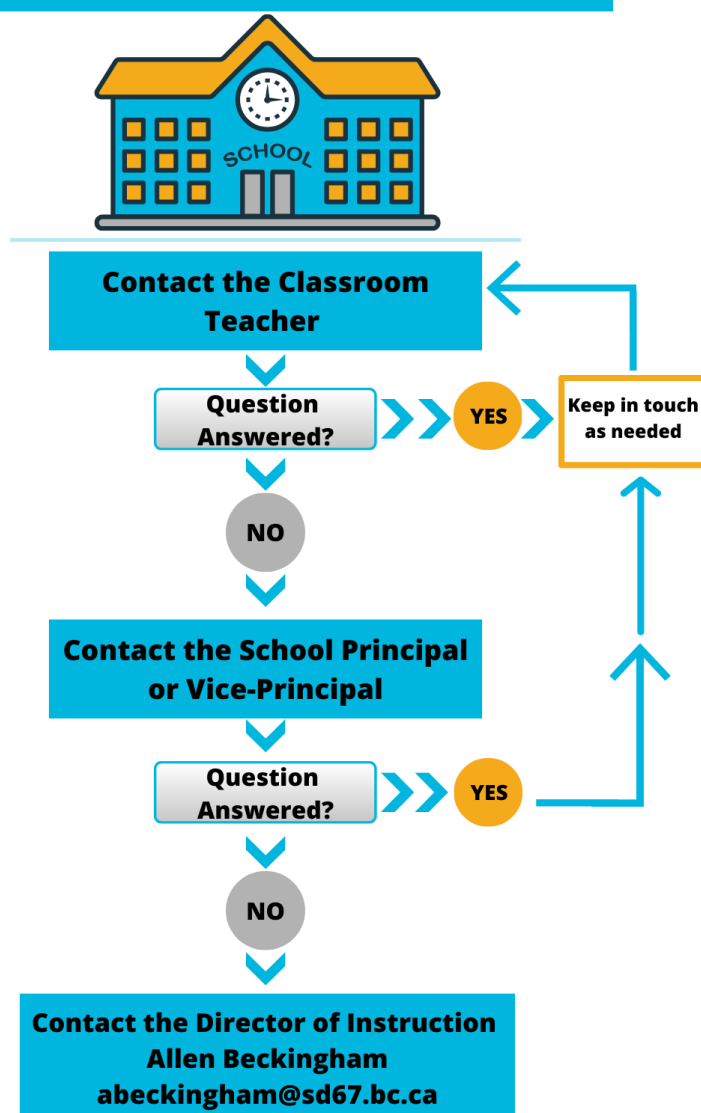 SCHOOL
Contact the Classroom
Teacher
Question
Answered?
YES
Keep in touch
as needed
NO
Contact the School Principal
or Vice-Principal
Question
Answered?
YES
NO
Contact the Director of Instruction
Allen Beckingham
abeckingham@sd67.bc.ca